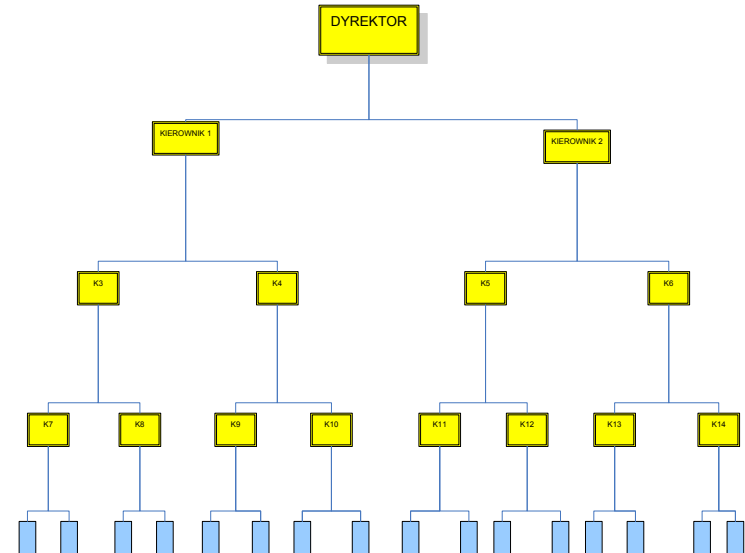 DYREKTOR
KIEROWNIK 1
KIEROWNIK 2
K3
K4
K5
K6
K7
K8
K9
K10
K11
K12
K13
K14